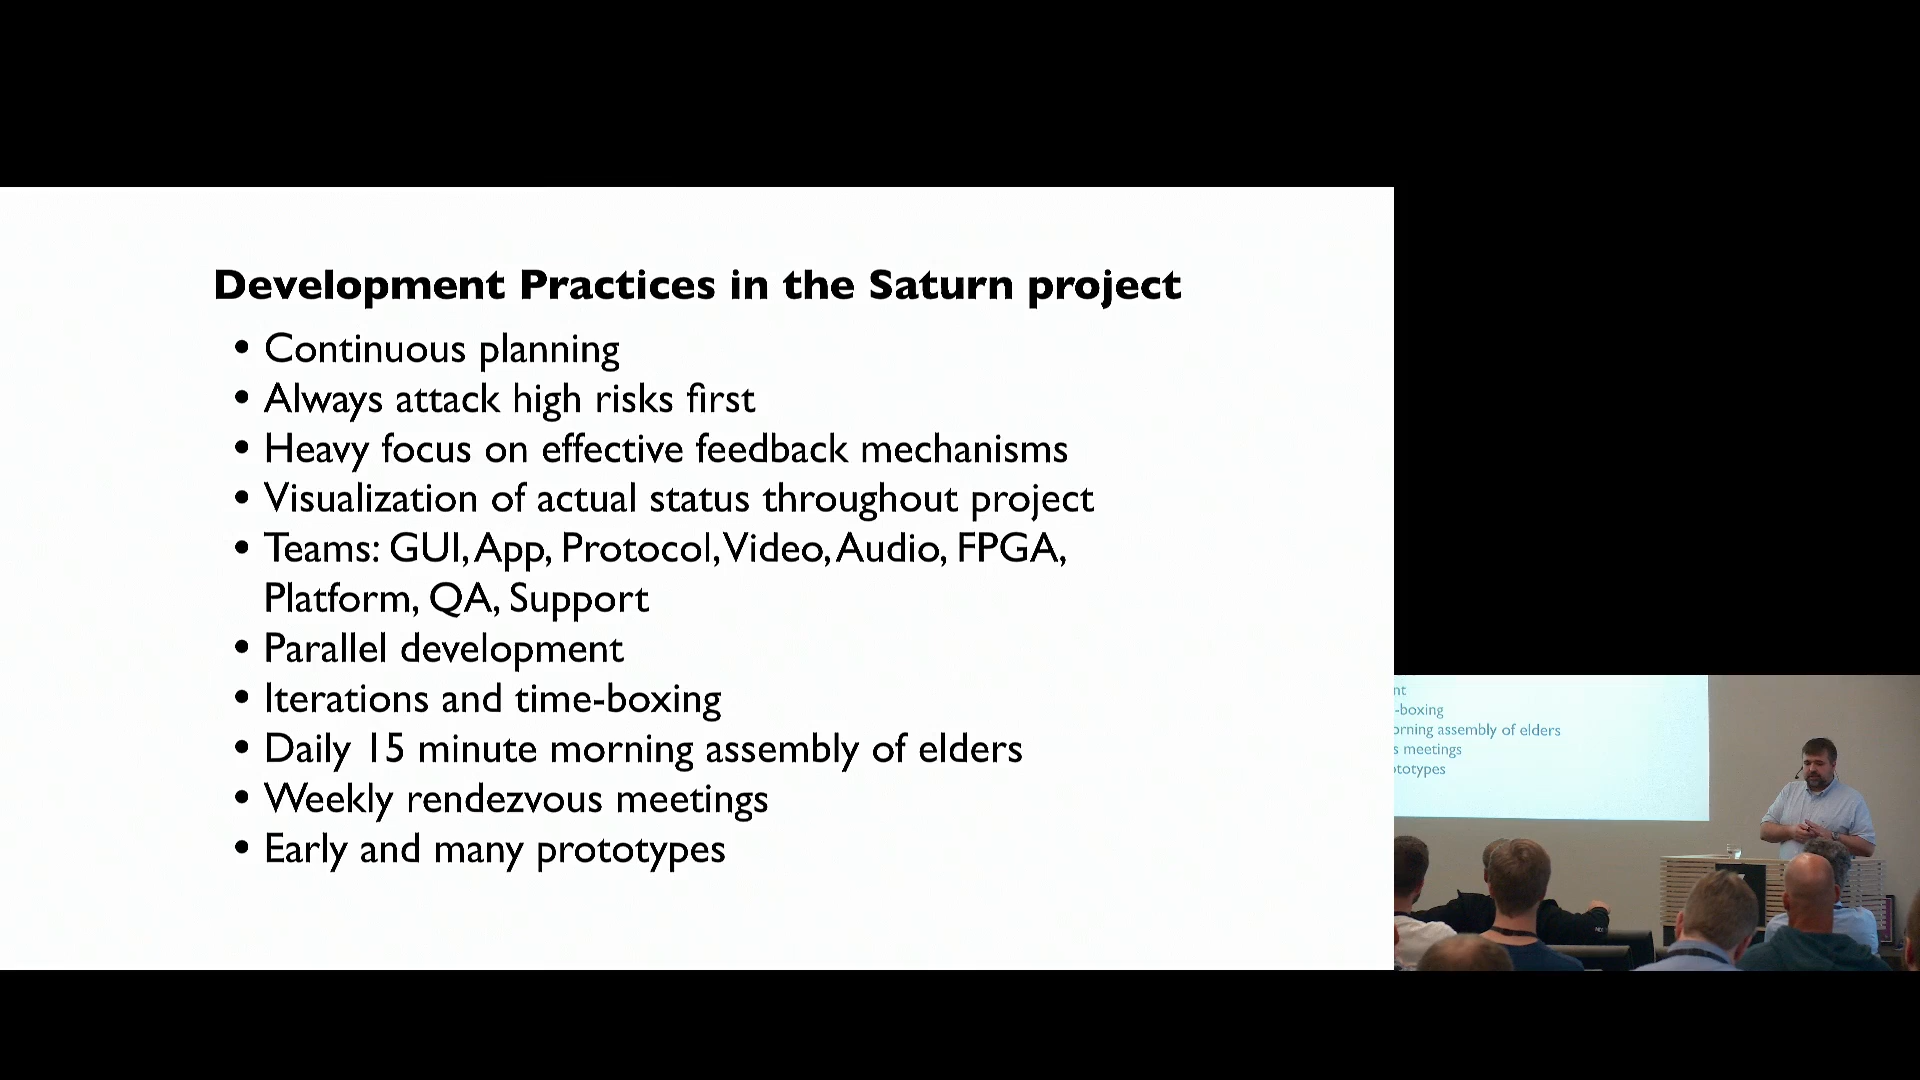 Development Practices in the Saturn project
• Continuous planning
• Always attack high risks first
• Heavy focus on effective feedback mechanisms
• Visualization of actual status throughout project
• Teams: GUI, App, Protocol, Video, Audio, FPGA,
Platform, QA, Support
• Parallel development
• Iterations and time-boxing
• Daily 15 minute morning assembly of elders
• Weekly rendezvous meetings
• Early and many prototypes
nt
-boxing
orning assembly of elders
s meetings
ototypes